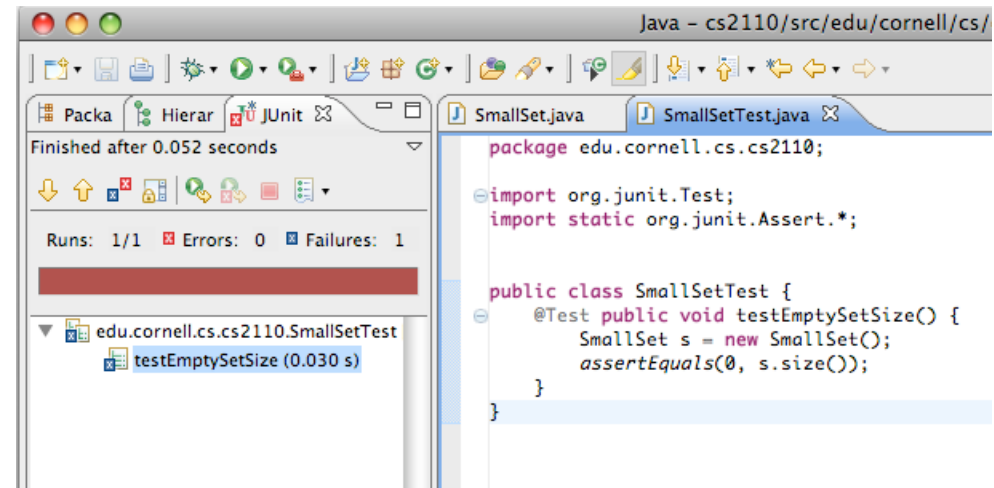 Java – cs2110/src/edu/cornell/cs/
Packa Hierar JUnit
SmallSet.java SmallSetTest.java
Finished after 0.052 seconds
Runs: 1/1 Errors: 0 Failures: 1
edu.cornell.cs.cs2110.SmallSetTest
testEmptySetSize (0.030 s)
package edu.cornell.cs.cs2110;
import org.junit.Test;
import static org.junit.Assert.*;
public class SmallSetTest {
@Test public void testEmptySetSize() {
SmallSet s = new SmallSet();
assertEquals(0, s.size());
}
}